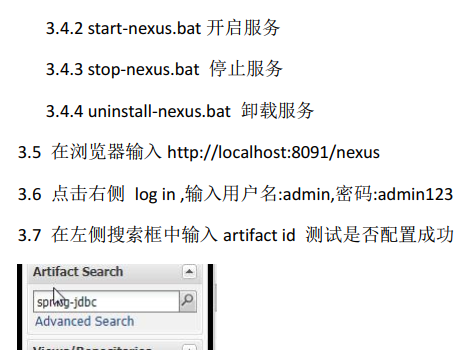 3.4.2 start-nexus.bat 开启服务
3.4.3 stop-nexus.bat 停止服务
3.4.4 uninstall-nexus.bat 卸载服务
3.5 在浏览器输入 http://localhost:8091/nexus
3.6 点击右侧 log in ,输入用户名:admin,密码:admin123
3.7 在左侧搜索框中输入 artifact id 测试是否配置成功
Artifact Search
spring-jdbc
Advanced Search
Views/Repositories